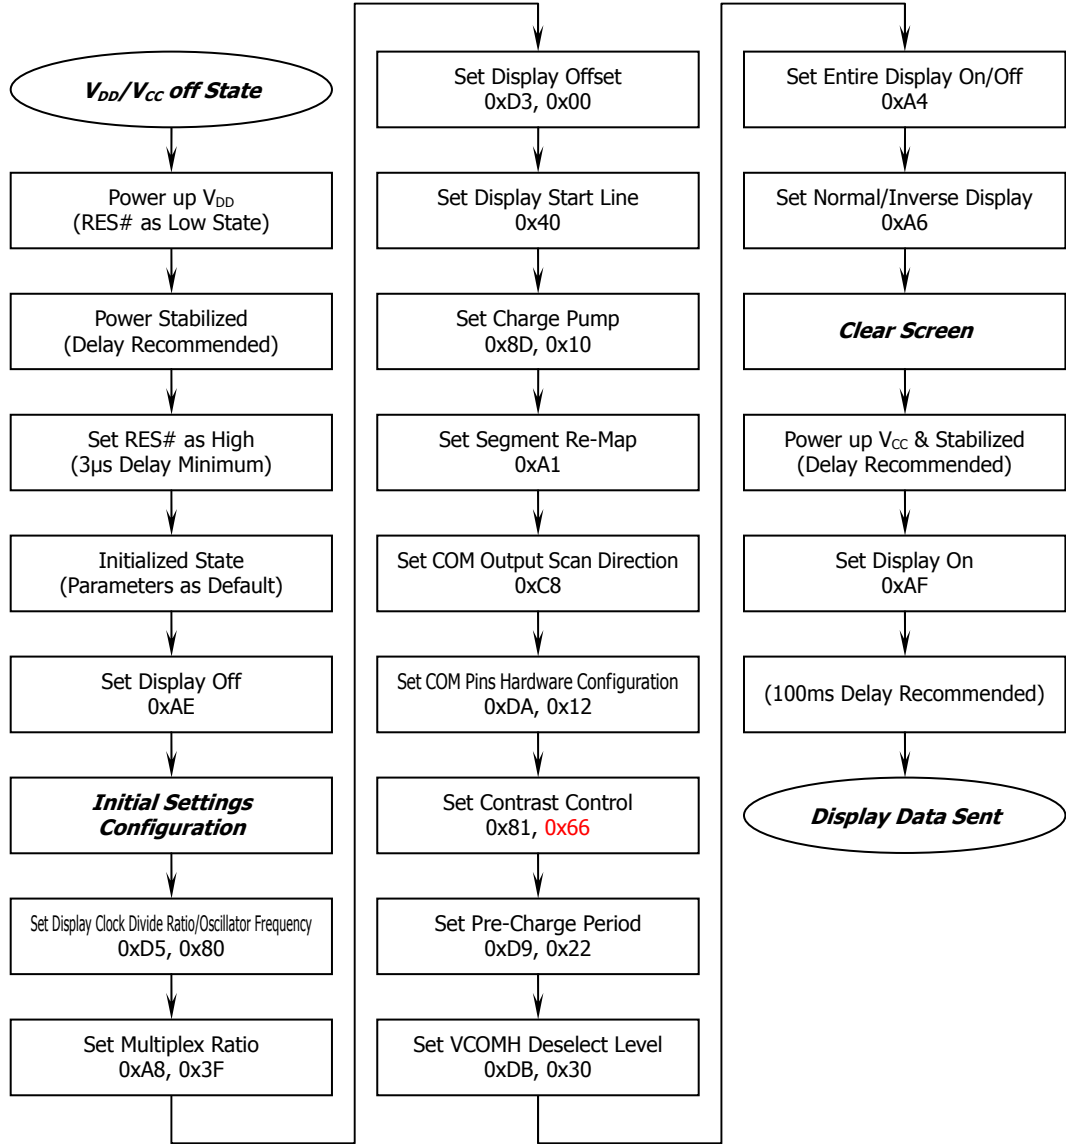 V_DD/V_CC off State
Power up V_DD
(RES# as Low State)
Power Stabilized
(Delay Recommended)
Set RES# as High
(3μs Delay Minimum)
Initialized State
(Parameters as Default)
Set Display Off
0xAE
Initial Settings
Configuration
Set Display Clock Divide Ratio/Oscillator Frequency
0xD5, 0x80
Set Multiplex Ratio
0xA8, 0x3F
Set Display Offset
0xD3, 0x00
Set Display Start Line
0x40
Set Charge Pump
0x8D, 0x10
Set Segment Re-Map
0xA1
Set COM Output Scan Direction
0xC8
Set COM Pins Hardware Configuration
0xDA, 0x12
Set Contrast Control
0x81, 0x66
Set Pre-Charge Period
0xD9, 0x22
Set VCOMH Deselect Level
0xDB, 0x30
Set Entire Display On/Off
0xA4
Set Normal/Inverse Display
0xA6
Clear Screen
Power up V_CC & Stabilized
(Delay Recommended)
Set Display On
0xAF
(100ms Delay Recommended)
Display Data Sent